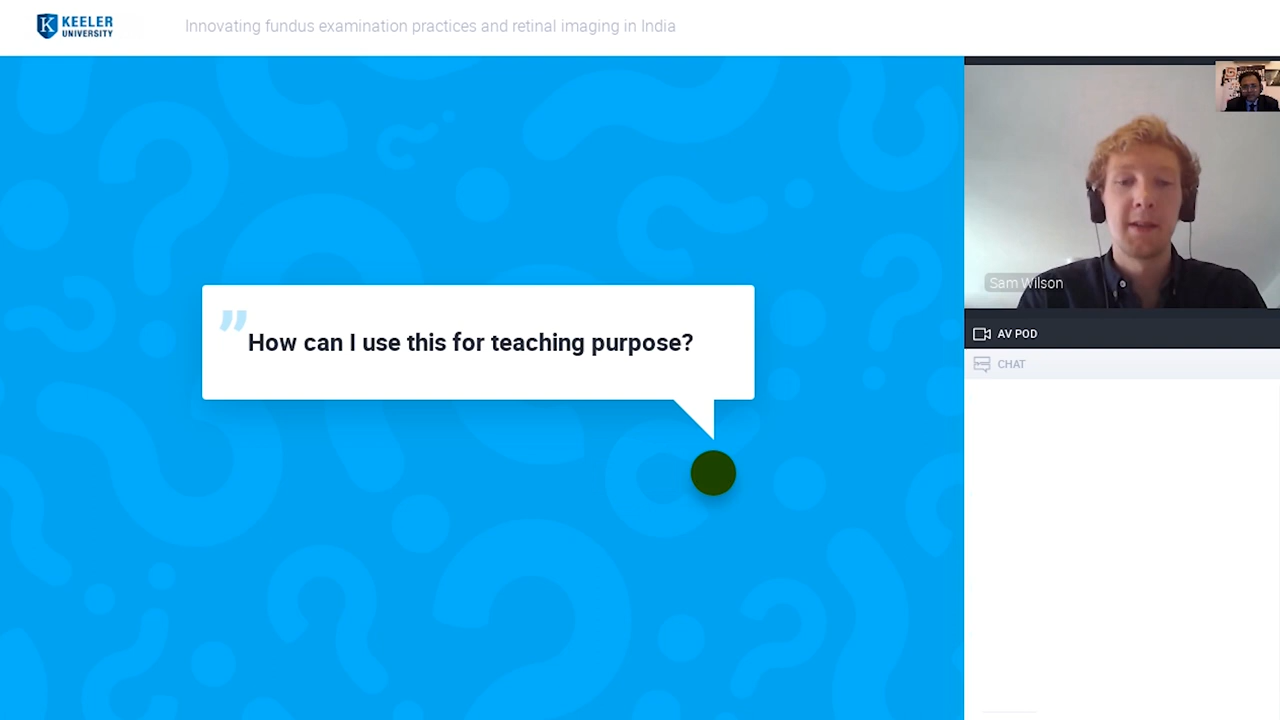 KEELER
UNIVERSITY
Innovating fundus examination practices and retinal imaging in India
"
How can I use this for teaching purpose?
Sam Wilson
AV POD
CHAT